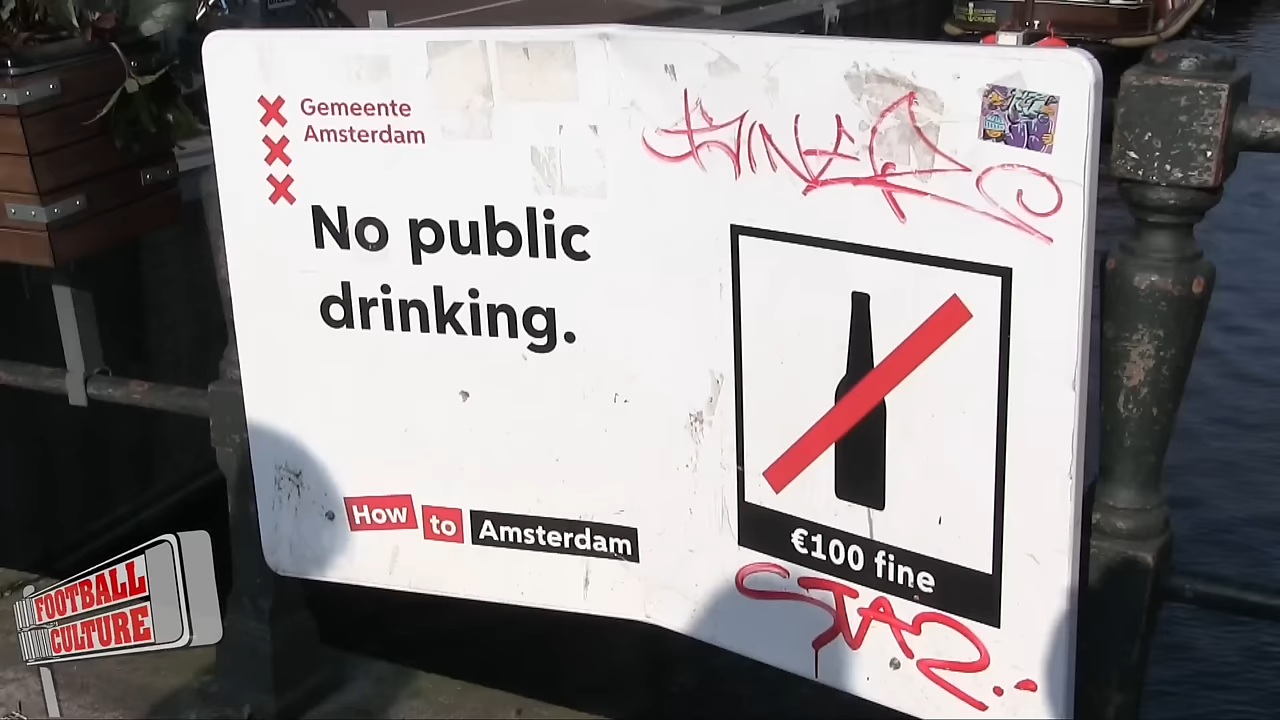 Gemeente
Amsterdam
No public
drinking.
How to Amsterdam
€100 fine
FOOTBALL
CULTURE